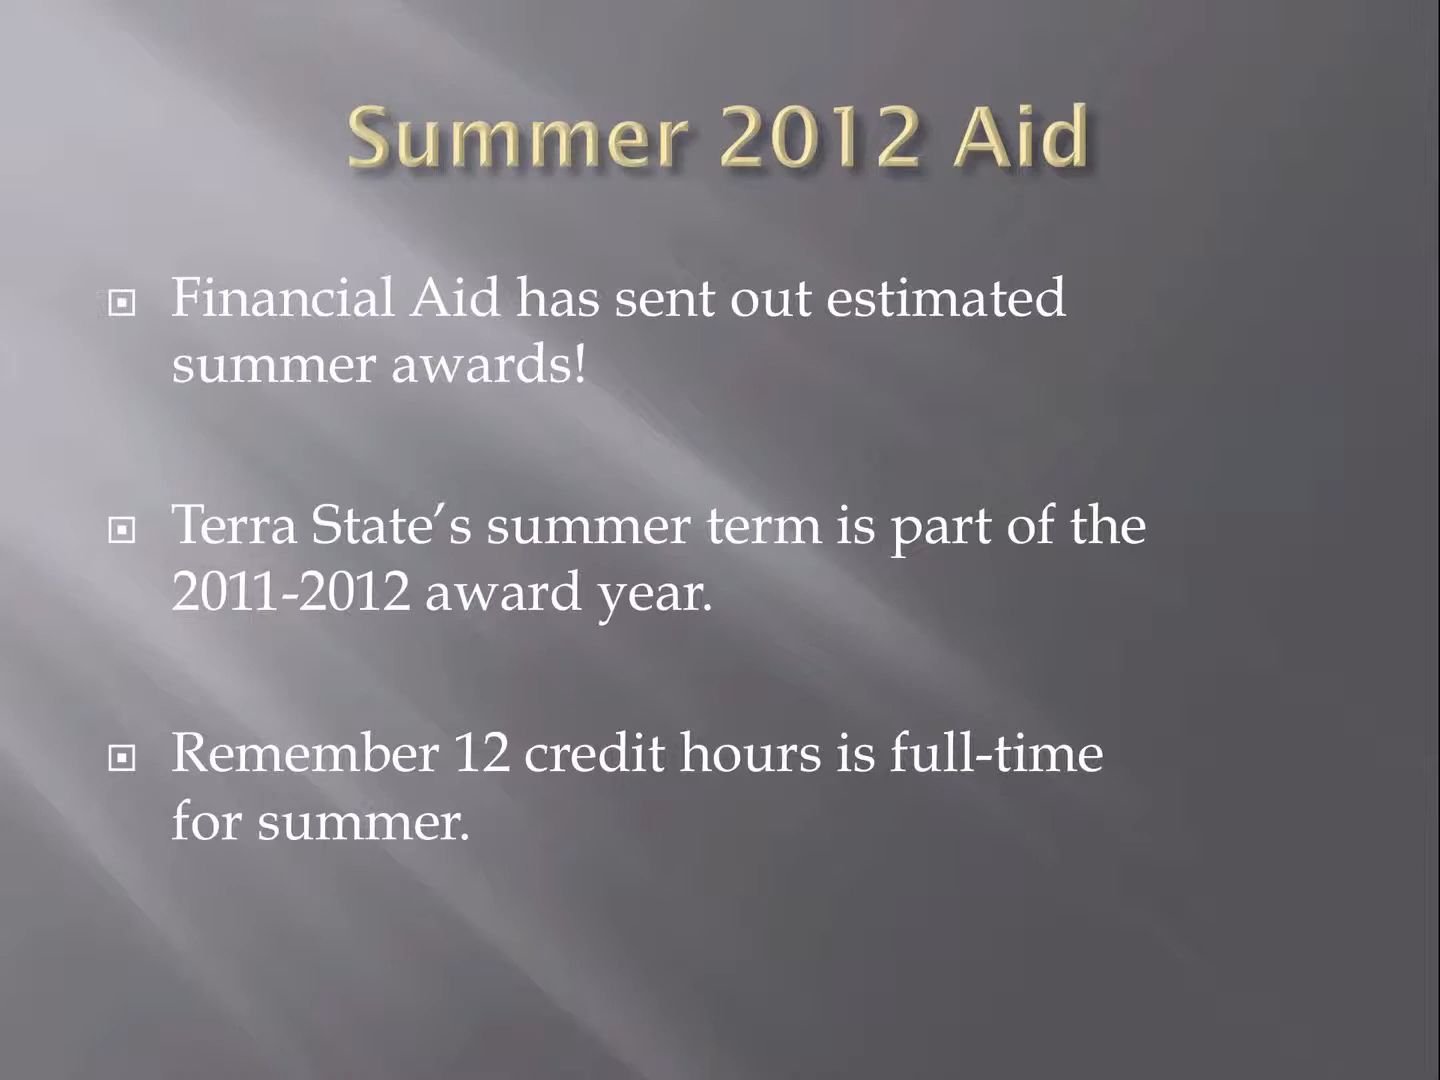 Summer 2012 Aid
Financial Aid has sent out estimated
summer awards!
Terra State’s summer term is part of the
2011-2012 award year.
Remember 12 credit hours is full-time
for summer.